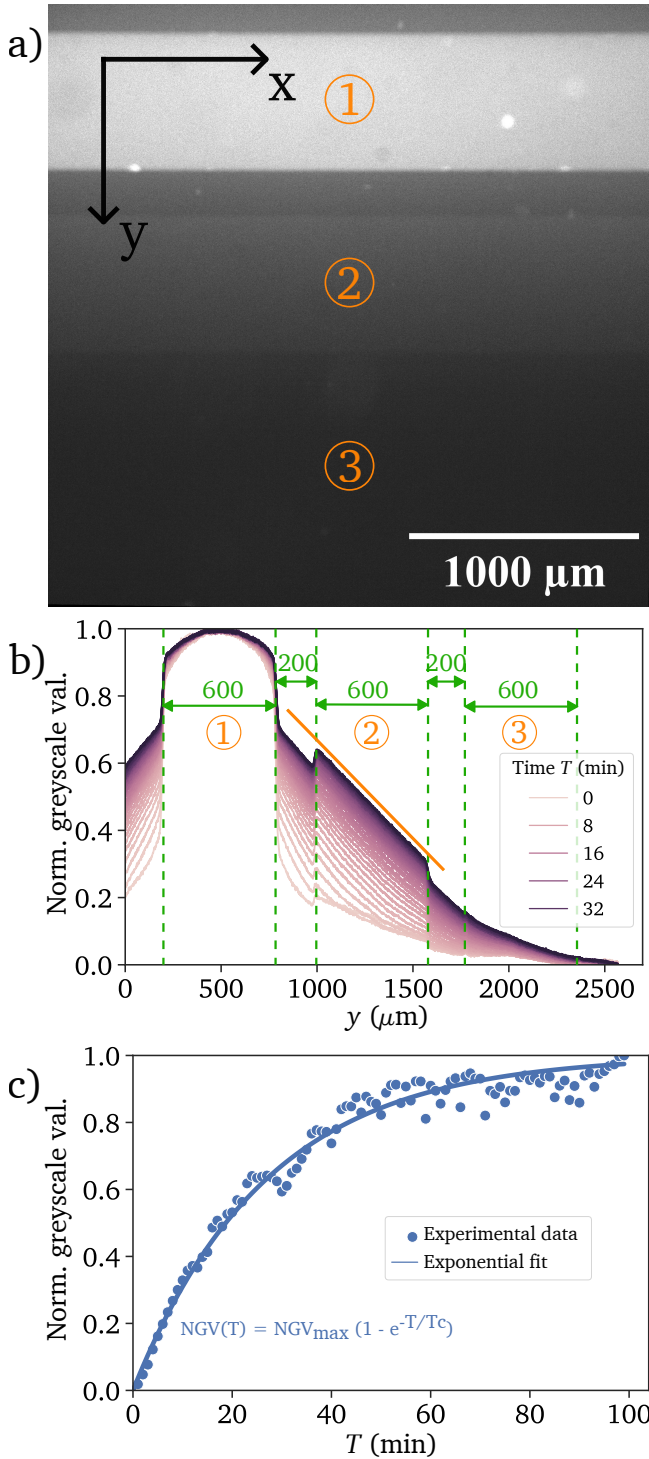 a)
x
y
①
②
③
1000 µm
b)
Norm. greyscale val.
1.0
0.8
0.6
0.4
0.2
0.0
200
200
600
600
600
①
②
③
Time T (min)
0
8
16
24
32
0
500
1000
1500
2000
2500
y (µm)
c)
Norm. greyscale val.
1.0
0.8
0.6
0.4
0.2
0.0
Experimental data
Exponential fit
NGV(T) = NGVmax (1 - e-T/Tc)
0
20
40
60
80
100
T (min)